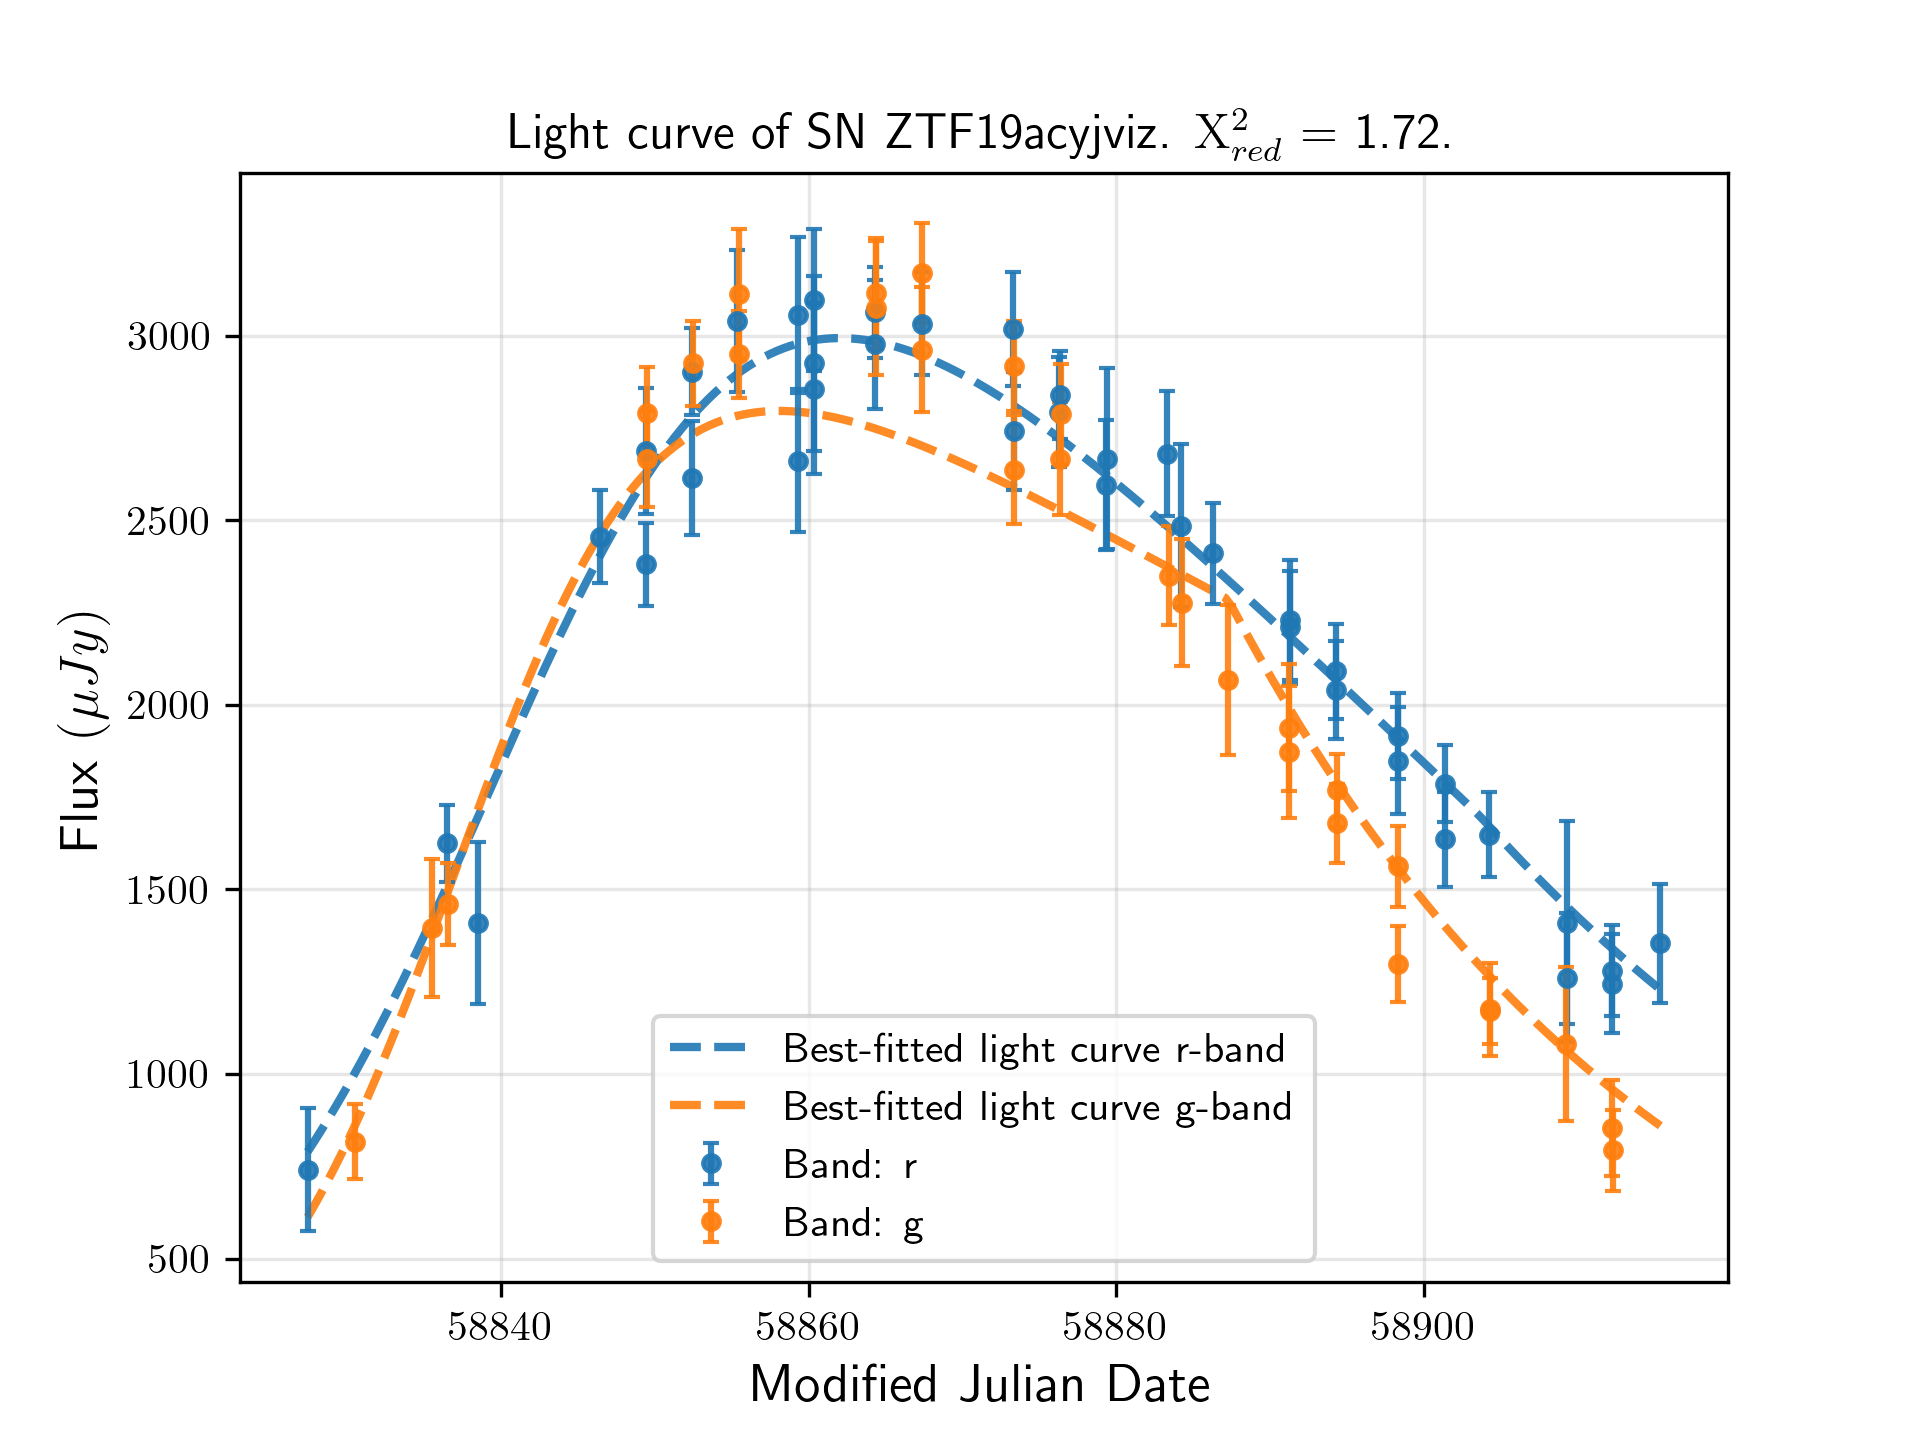 Light curve of SN ZTF19acyjviz. X²_red = 1.72.
Flux (μJy)
3000
2500
2000
1500
1000
500
Best-fitted light curve r-band
Best-fitted light curve g-band
Band: r
Band: g
58840 58860 58880 58900
Modified Julian Date